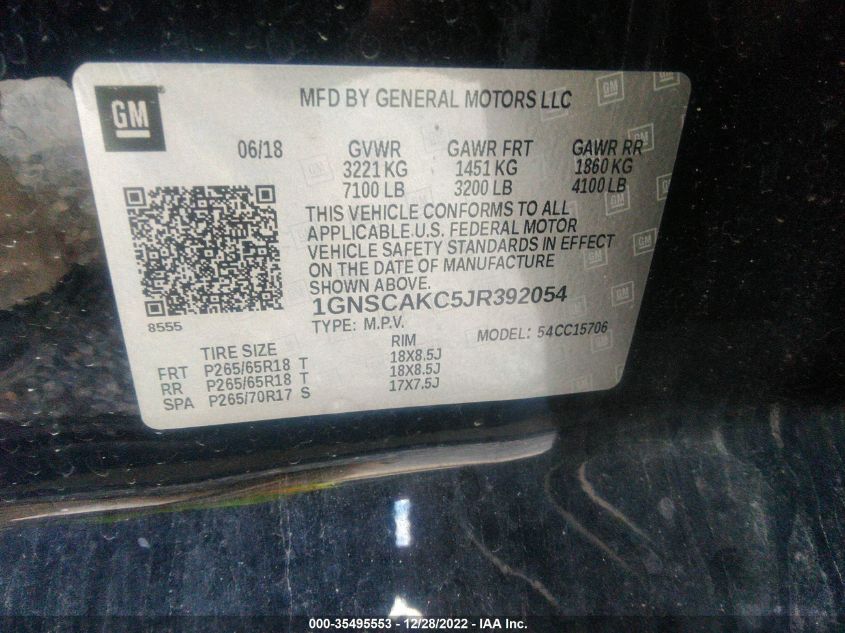 GM
MFD BY GENERAL MOTORS LLC
06/18 GVWR GAWR FRT GAWR RR
3221 KG 1451 KG 1860 KG
7100 LB 3200 LB 4100 LB
THIS VEHICLE CONFORMS TO ALL
APPLICABLE U.S. FEDERAL MOTOR
VEHICLE SAFETY STANDARDS IN EFFECT
ON THE DATE OF MANUFACTURE
SHOWN ABOVE.
8555
1GNSCAKC5JR392054
TYPE: M.P.V. MODEL: 54CC15706
TIRE SIZE RIM
FRT P265/65R18 T 18X8.5J
RR P265/65R18 T 18X8.5J
SPA P265/70R17 S 17X7.5J
000-35495553 - 12/28/2022 - IAA Inc.